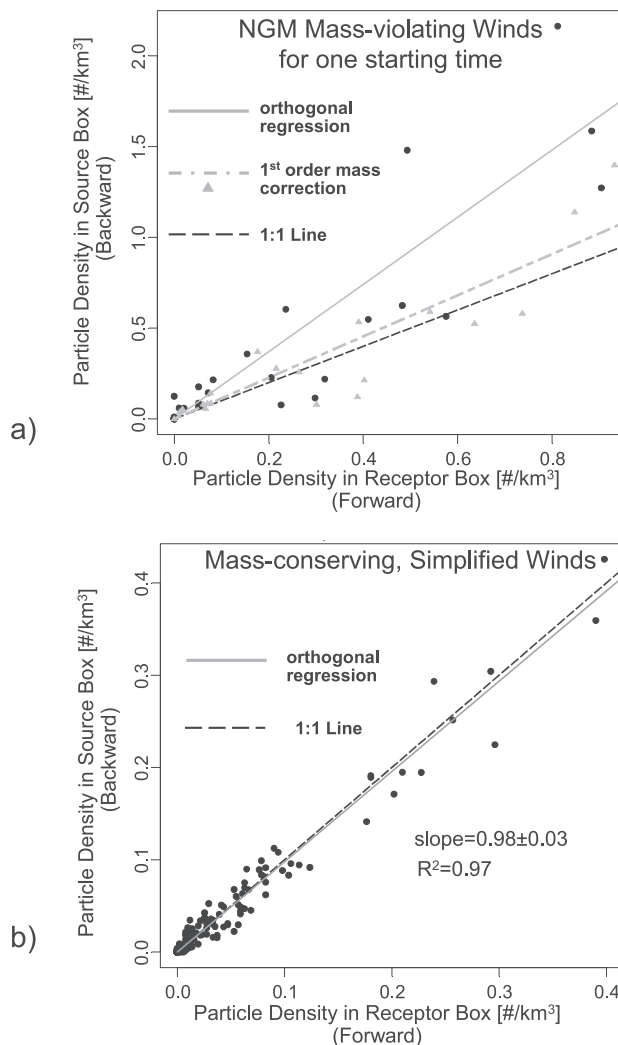 a)
NGM Mass-violating Winds
for one starting time
orthogonal
regression
1st order mass
correction
1:1 Line
Particle Density in Source Box [#/km³]
(Backward)
0.0
0.5
1.0
1.5
2.0
0.0 0.2 0.4 0.6 0.8
Particle Density in Receptor Box [#/km³]
(Forward)
b)
Mass-conserving, Simplified Winds
orthogonal
regression
1:1 Line
slope=0.98±0.03
R²=0.97
Particle Density in Source Box [#/km³]
(Backward)
0.0
0.1
0.2
0.3
0.4
0.0 0.1 0.2 0.3 0.4
Particle Density in Receptor Box [#/km³]
(Forward)